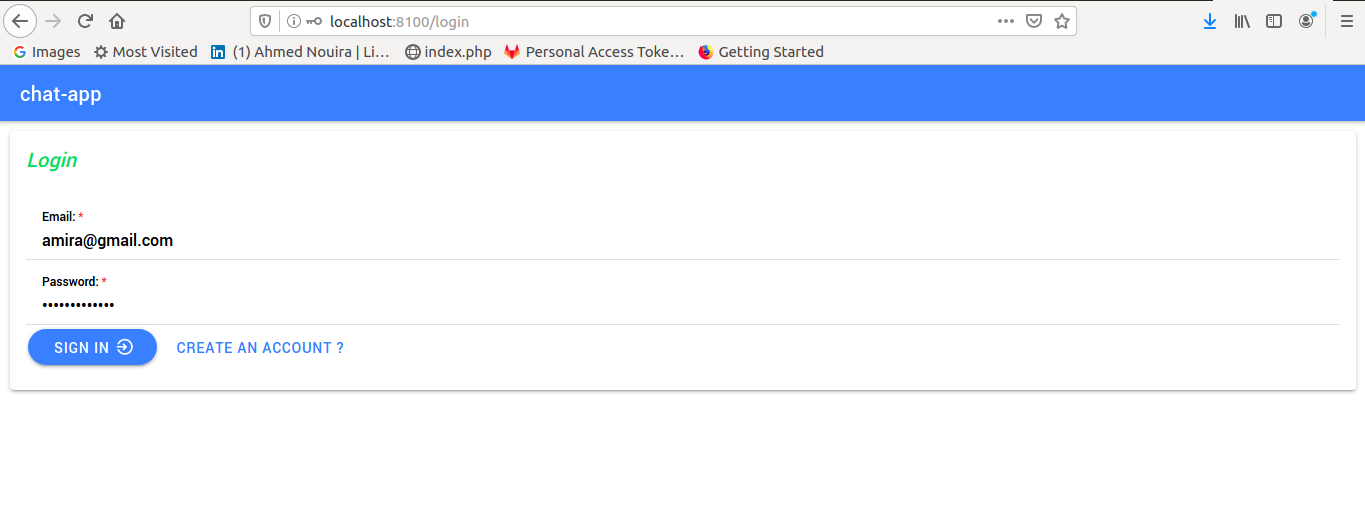 localhost:8100/login
Images Most Visited (1) Ahmed Nouira | Li… index.php Personal Access Toke… Getting Started
chat-app
Login
Email: *
amira@gmail.com
Password: *
•••••••••••••
SIGN IN CREATE AN ACCOUNT ?